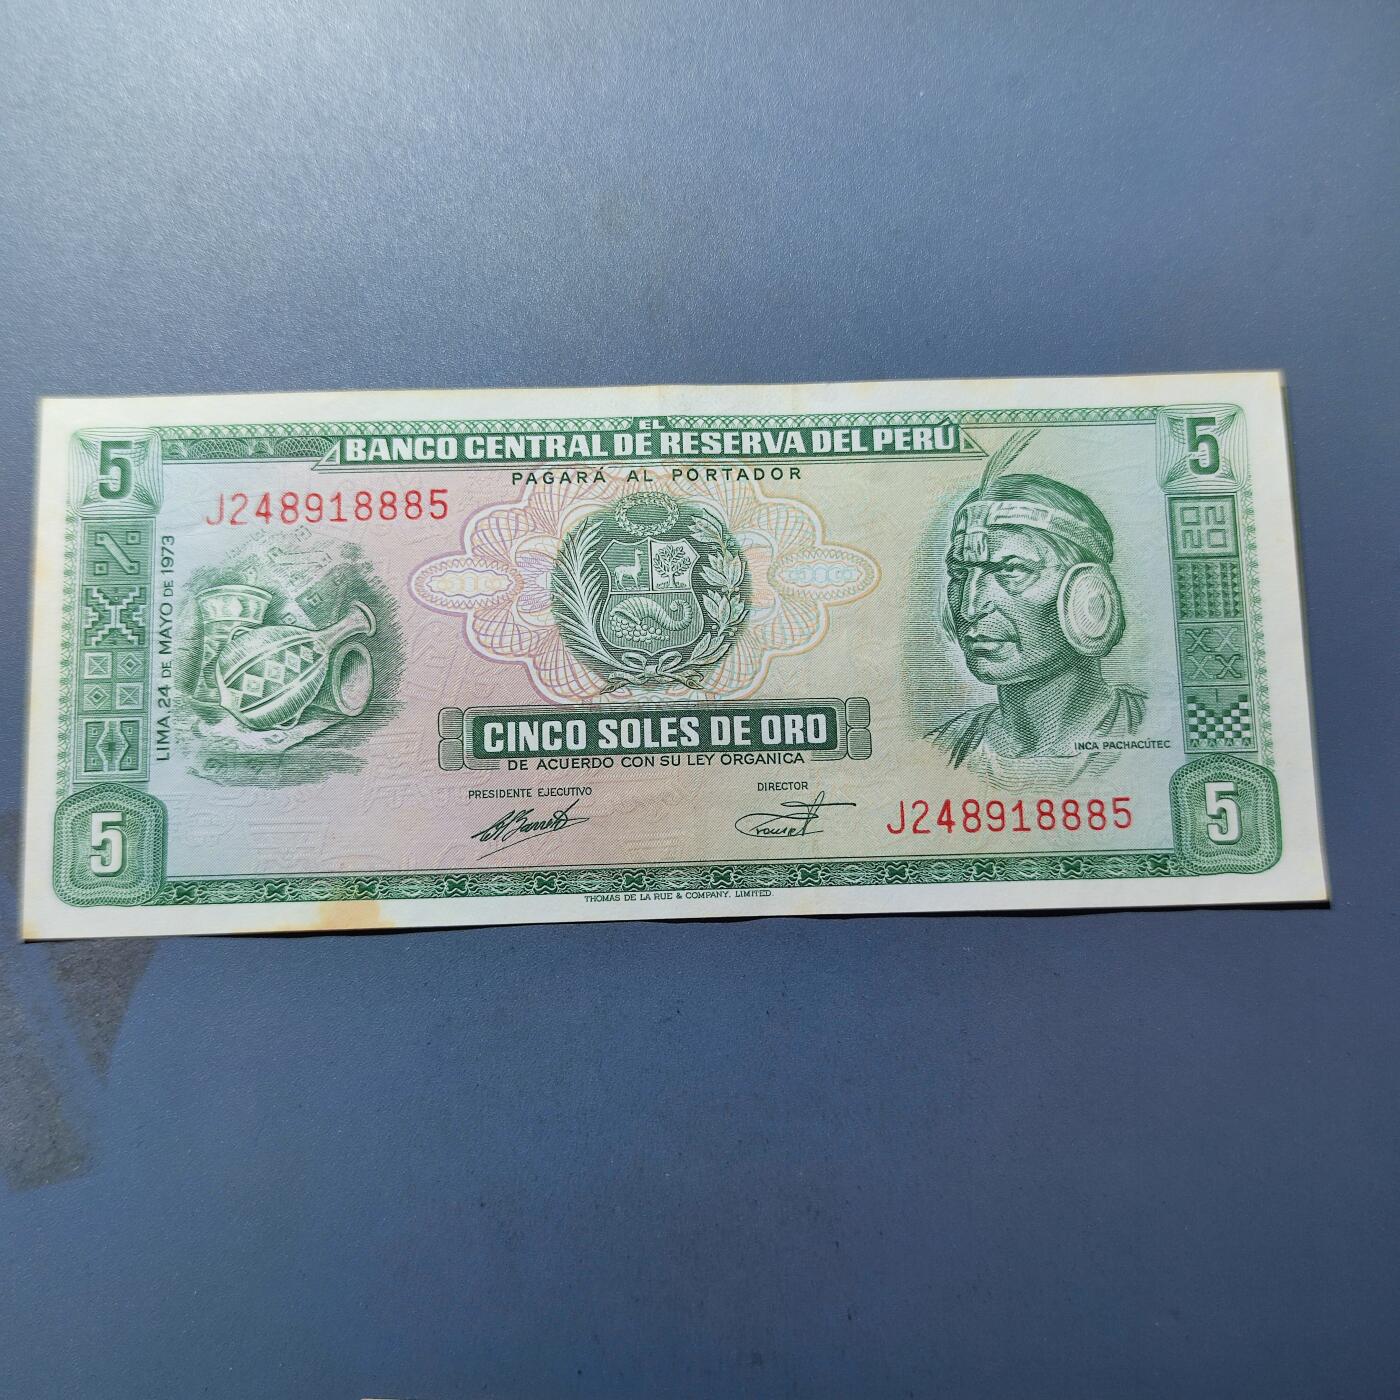 5
EL
BANCO CENTRAL DE RESERVA DEL PERÚ
5
PAGARÁ AL PORTADOR
J248918885
LIMA, 24 DE MAYO DE 1973
CINCO SOLES DE ORO
DE ACUERDO CON SU LEY ORGANICA
INCA PACHACÚTEC
PRESIDENTE EJECUTIVO
DIRECTOR
5
J248918885
5
THOMAS DE LA RUE & COMPANY, LIMITED.